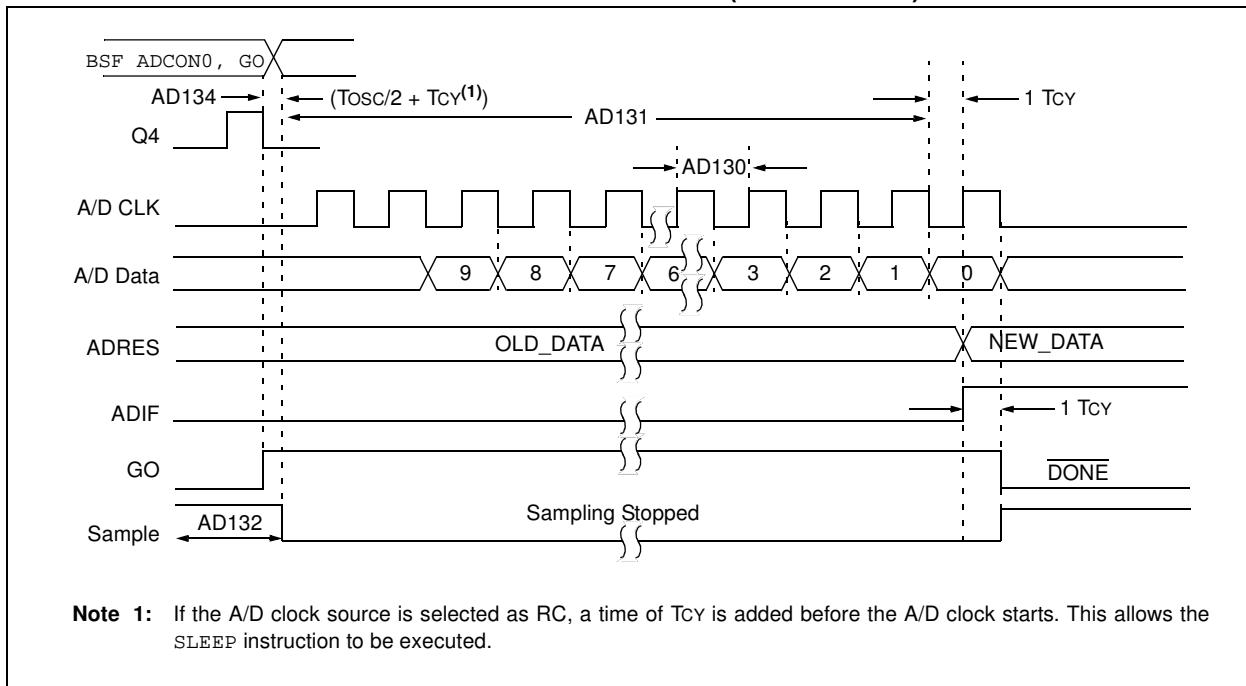 BSF ADCON0, GO
AD134
(TOSC/2 + TCY(1))
1 TCY
AD131
Q4
AD130
A/D CLK
A/D Data
9 8 7 6 3 2 1 0
ADRES
OLD_DATA
NEW_DATA
ADIF
1 TCY
GO
DONE
Sample
AD132
Sampling Stopped
Note 1: If the A/D clock source is selected as RC, a time of TCY is added before the A/D clock starts. This allows the
SLEEP instruction to be executed.